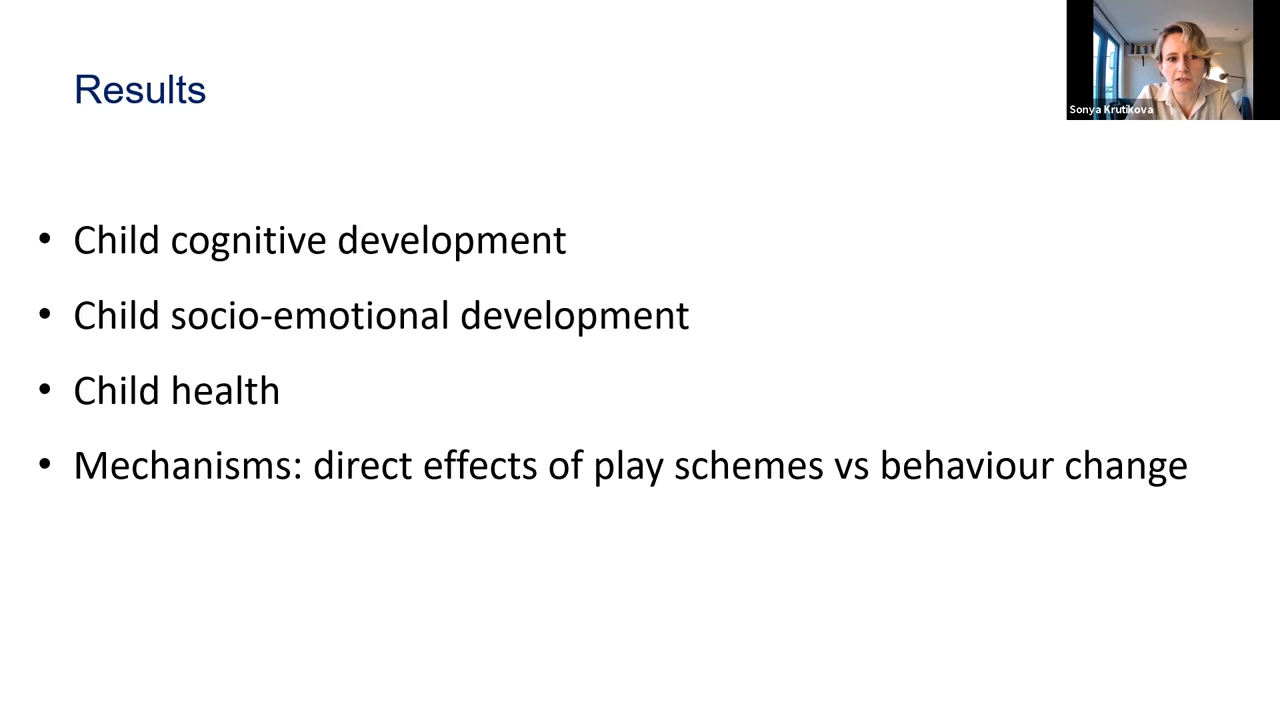 Results
Sonya Krutikova
• Child cognitive development
• Child socio-emotional development
• Child health
• Mechanisms: direct effects of play schemes vs behaviour change